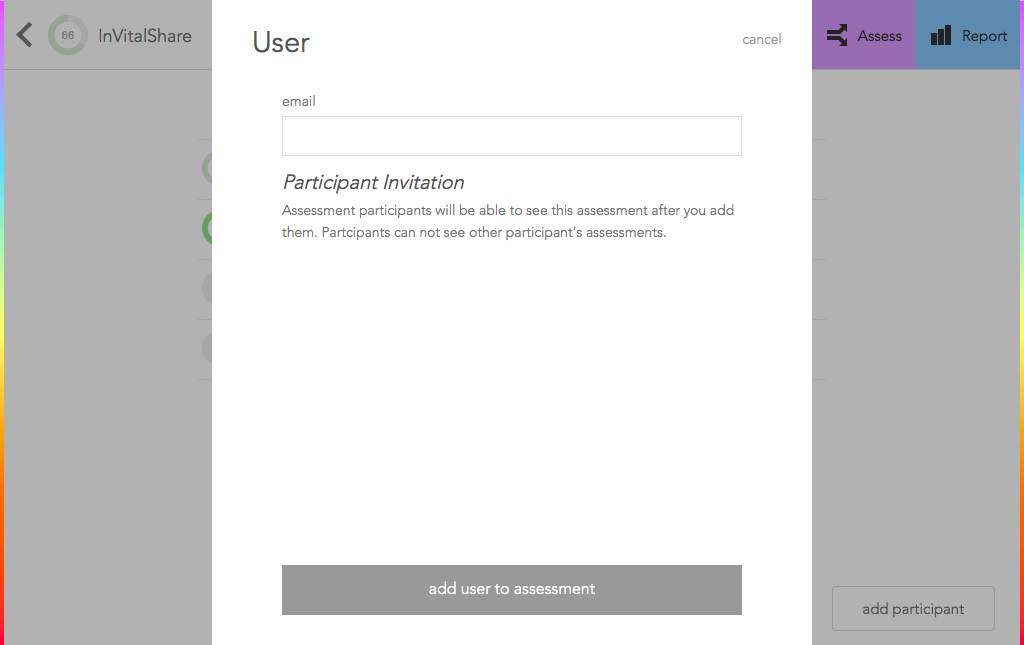 66
InVitalShare
User
cancel
Assess
Report
email
Participant Invitation
Assessment participants will be able to see this assessment after you add
them. Partcipants can not see other participant's assessments.
add user to assessment
add participant